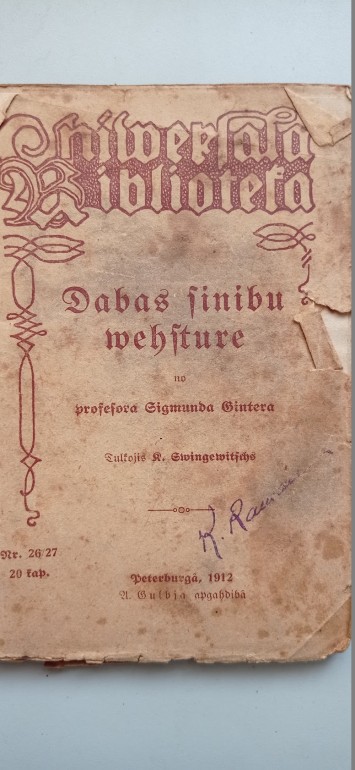 Uniwersala
Biblioteka
Dabas sinibu
wehsture
no
profesora Sigmunda Gintera
Tulkojis K. Swingewitschs
K.
Nr. 26/27
20 kap.
Peterburgā, 1912
A. Gulbja apgahdibā